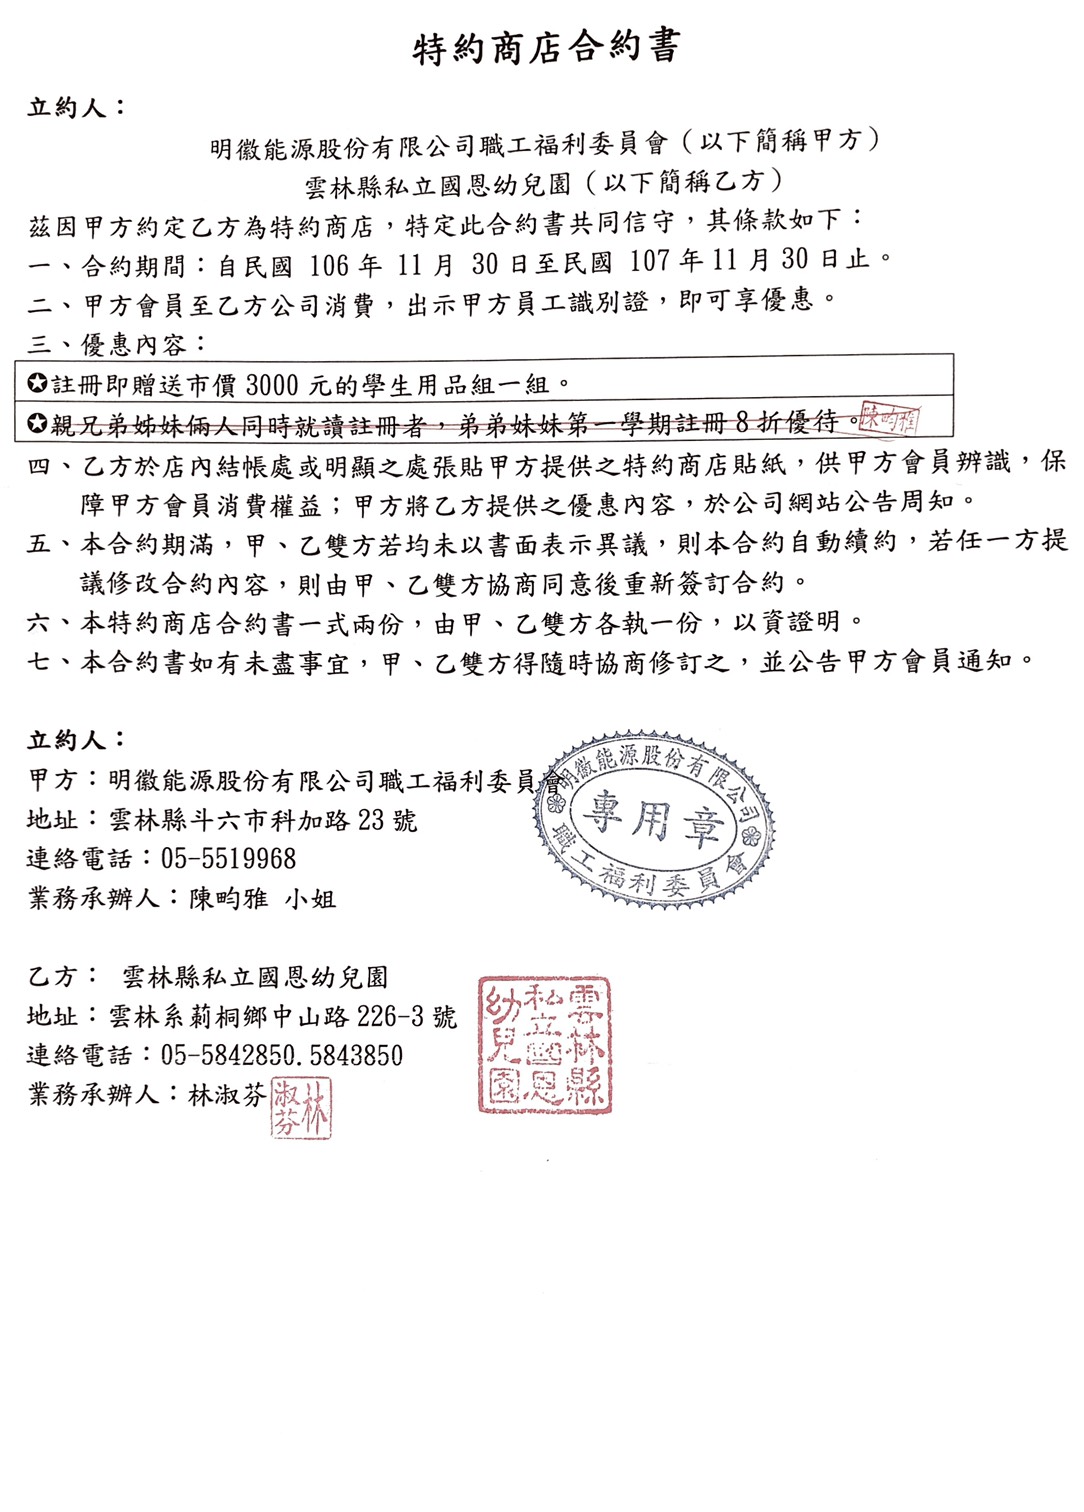 特約商店合約書
立約人：
明徽能源股份有限公司職工福利委員會（以下簡稱甲方）
雲林縣私立國恩幼兒園（以下簡稱乙方）
茲因甲方約定乙方為特約商店，特定此合約書共同信守，其條款如下：
一、合約期間：自民國 106 年 11 月 30 日至民國 107 年 11 月 30 日止。
二、甲方會員至乙方公司消費，出示甲方員工識別證，即可享優惠。
三、優惠內容：
✪註冊即贈送市價 3000 元的學生用品組一組。
✪親兄弟姊妹倆人同時就讀註冊者，弟弟妹妹第一學期註冊 8 折優待。陳畇雅
四、乙方於店內結帳處或明顯之處張貼甲方提供之特約商店貼紙，供甲方會員辨識，保
障甲方會員消費權益；甲方將乙方提供之優惠內容，於公司網站公告周知。
五、本合約期滿，甲、乙雙方若均未以書面表示異議，則本合約自動續約，若任一方提
議修改合約內容，則由甲、乙雙方協商同意後重新簽訂合約。
六、本特約商店合約書一式兩份，由甲、乙雙方各執一份，以資證明。
七、本合約書如有未盡事宜，甲、乙雙方得隨時協商修訂之，並公告甲方會員通知。
立約人：
甲方：明徽能源股份有限公司職工福利委員會
地址：雲林縣斗六市科加路 23 號
連絡電話：05-5519968
業務承辦人：陳畇雅 小姐
明徽能源股份有限公司
專用章
職工福利委員會
乙方： 雲林縣私立國恩幼兒園
地址：雲林系莿桐鄉中山路 226-3 號
連絡電話：05-5842850.5843850
業務承辦人：林淑芬
林淑芬
雲林縣私立國恩幼兒園